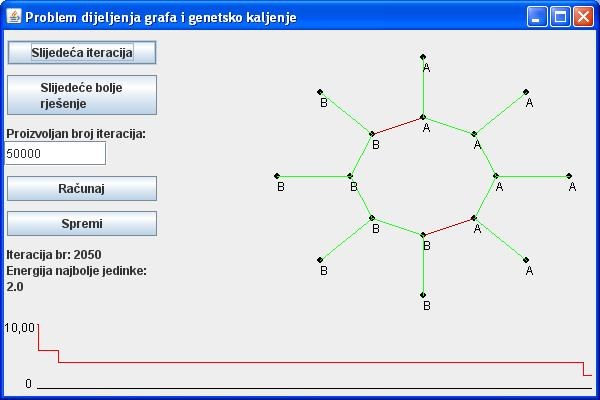 Problem dijeljenja grafa i genetsko kaljenje
Slijedeća iteracija
Slijedeće bolje
rješenje
Proizvoljan broj iteracija:
50000
Računaj
Spremi
Iteracija br: 2050
Energija najbolje jedinke:
2.0
10,00
0
A
B
A
A
B
A
B
B
A
A
B
B
A
B
A
B